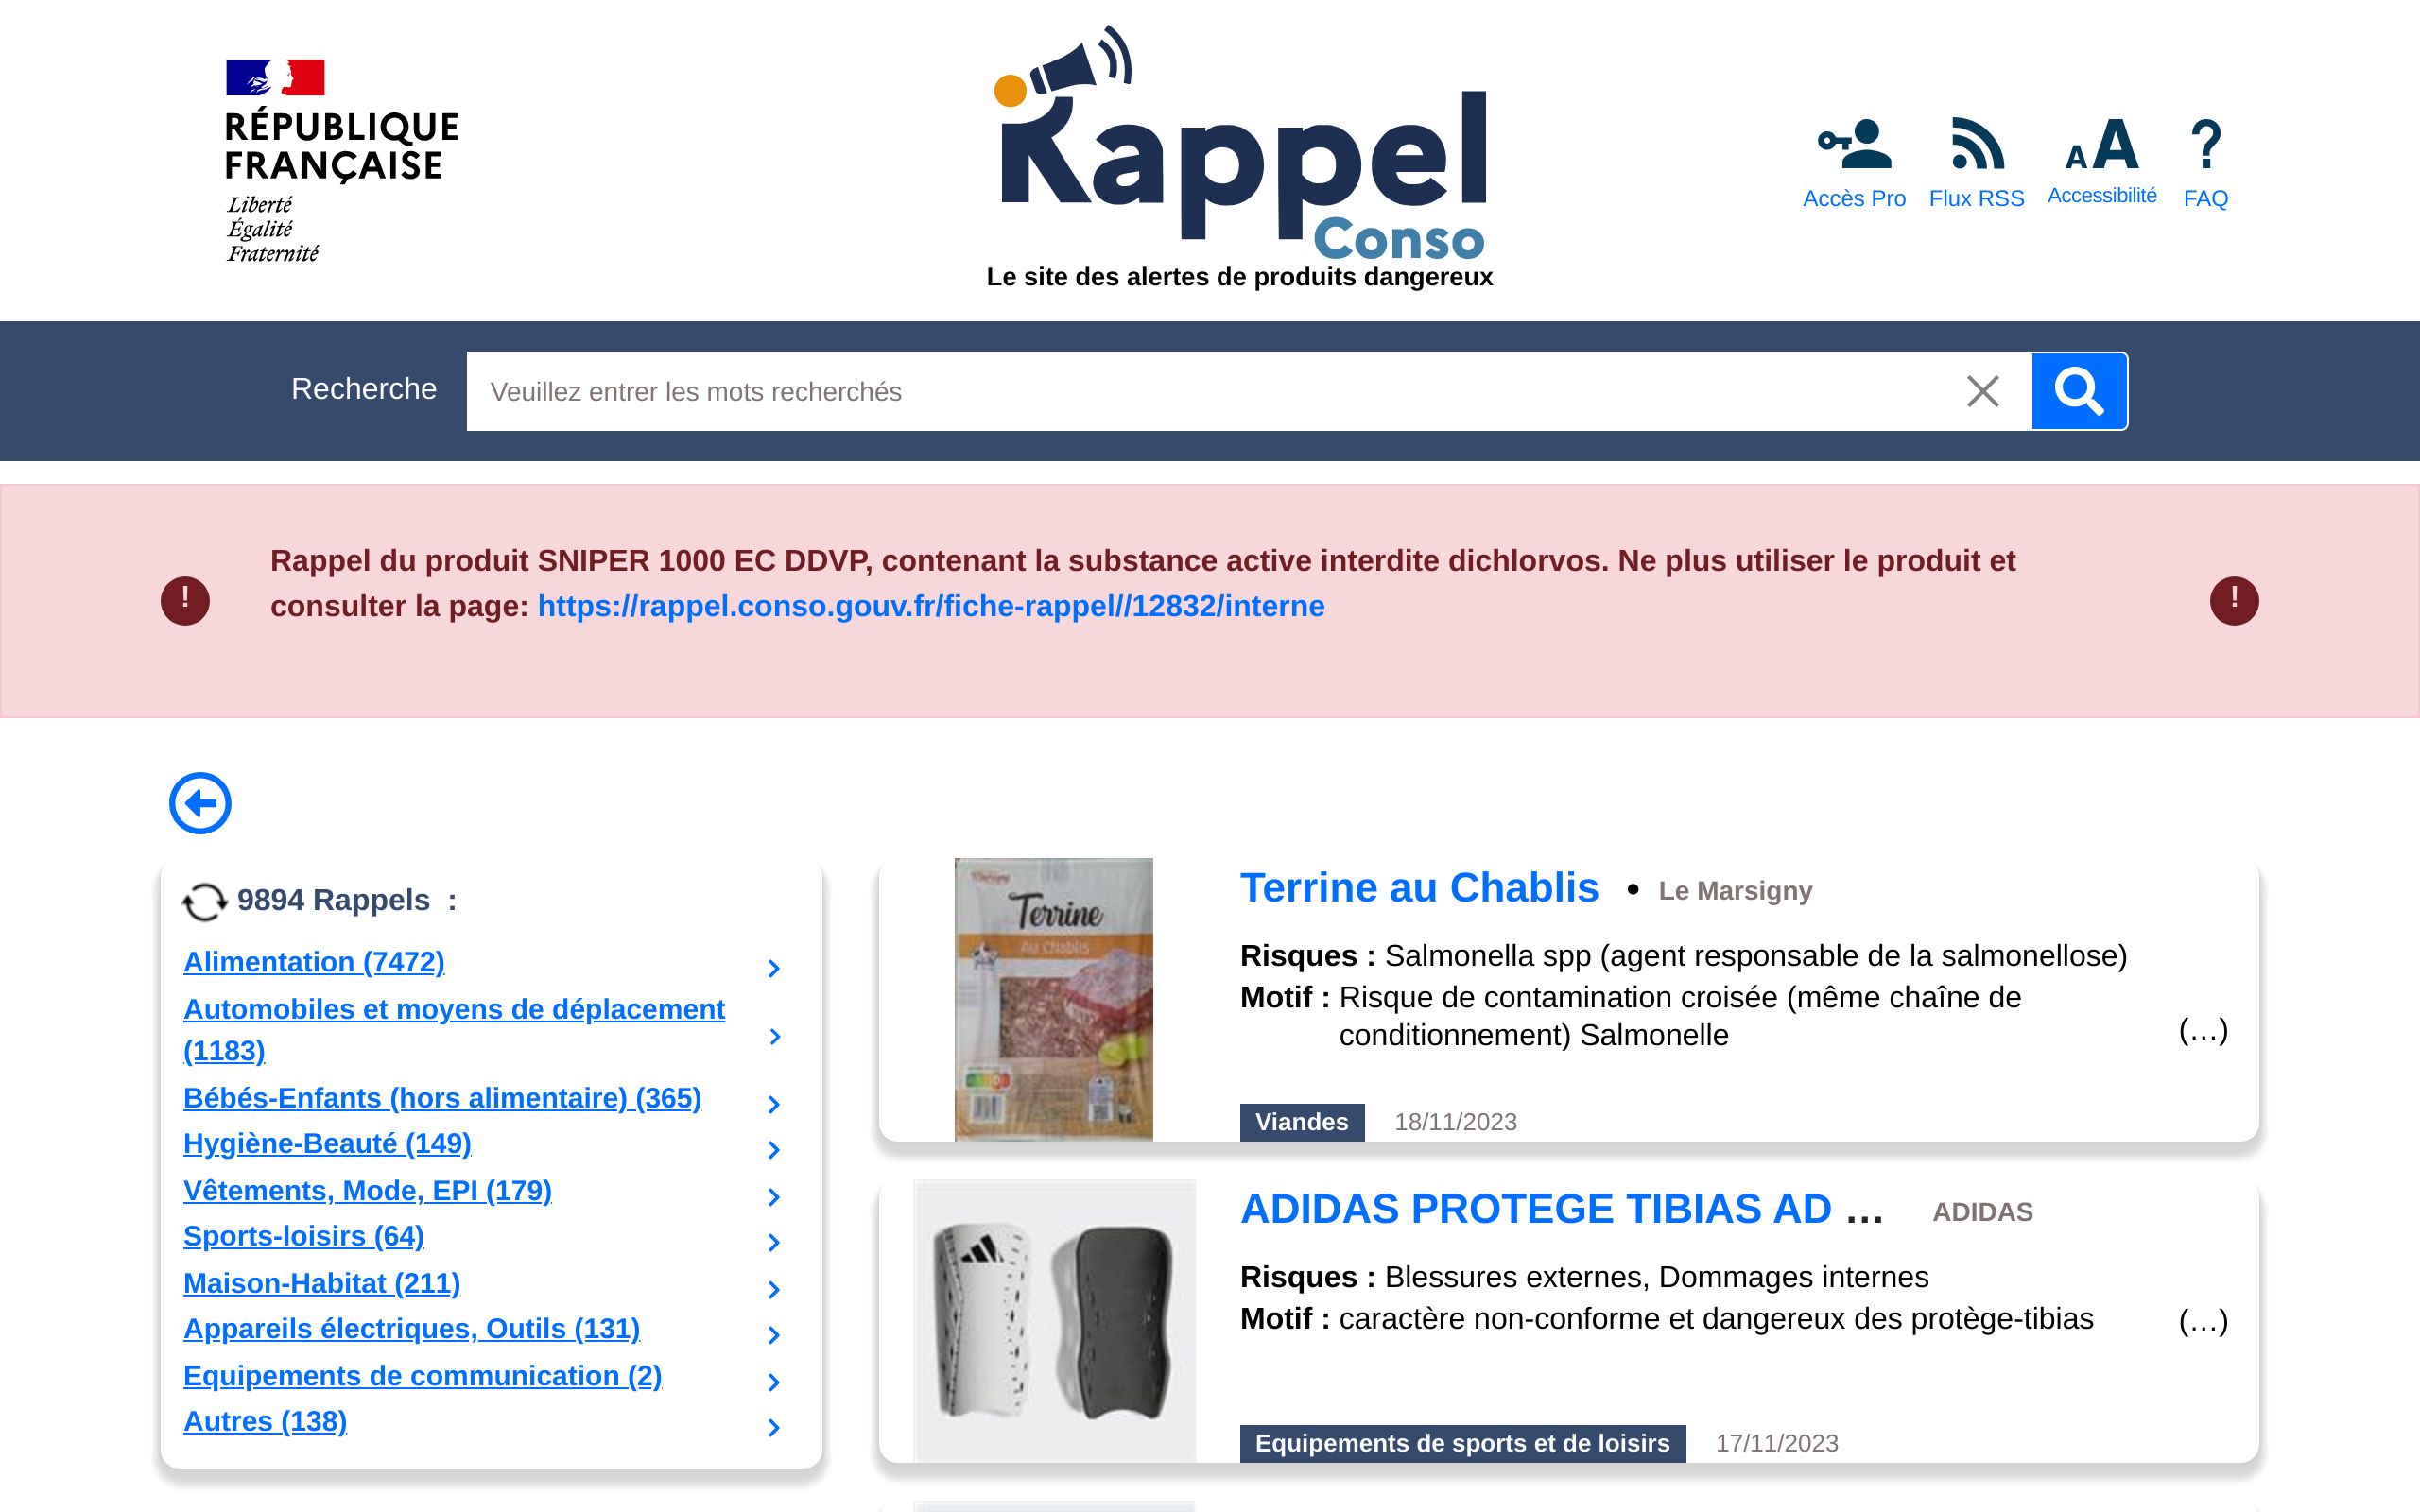 RÉPUBLIQUE
FRANÇAISE
Liberté
Égalité
Fraternité
Rappel
Conso
Le site des alertes de produits dangereux
Accès Pro
Flux RSS
AA
Accessibilité
?
FAQ
Recherche
Veuillez entrer les mots recherchés
!
Rappel du produit SNIPER 1000 EC DDVP, contenant la substance active interdite dichlorvos. Ne plus utiliser le produit et
consulter la page: https://rappel.conso.gouv.fr/fiche-rappel//12832/interne
!
9894 Rappels :
Alimentation (7472)
Automobiles et moyens de déplacement
(1183)
Bébés-Enfants (hors alimentaire) (365)
Hygiène-Beauté (149)
Vêtements, Mode, EPI (179)
Sports-loisirs (64)
Maison-Habitat (211)
Appareils électriques, Outils (131)
Equipements de communication (2)
Autres (138)
Terrine
Au Chablis
Terrine au Chablis • Le Marsigny
Risques : Salmonella spp (agent responsable de la salmonellose)
Motif : Risque de contamination croisée (même chaîne de
conditionnement) Salmonelle
(…)
Viandes 18/11/2023
ADIDAS PROTEGE TIBIAS AD ... ADIDAS
Risques : Blessures externes, Dommages internes
Motif : caractère non-conforme et dangereux des protège-tibias
(…)
Equipements de sports et de loisirs 17/11/2023